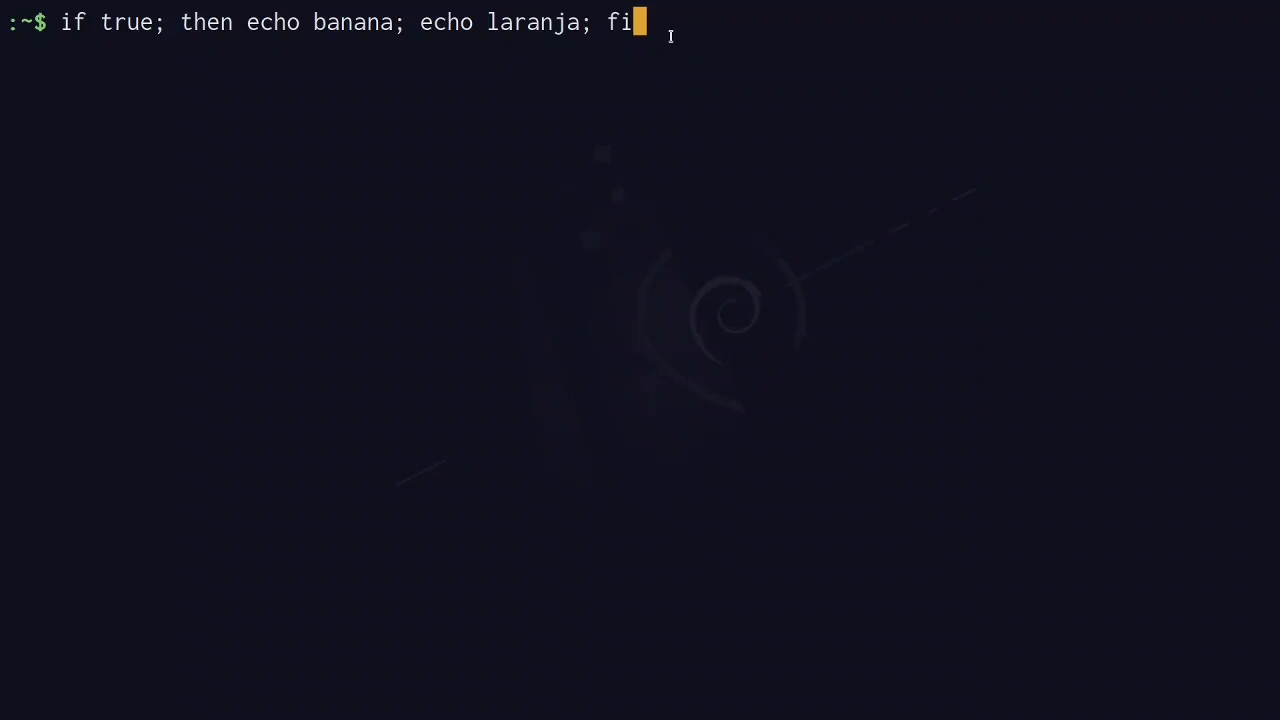 :~$ if true; then echo banana; echo laranja; fi